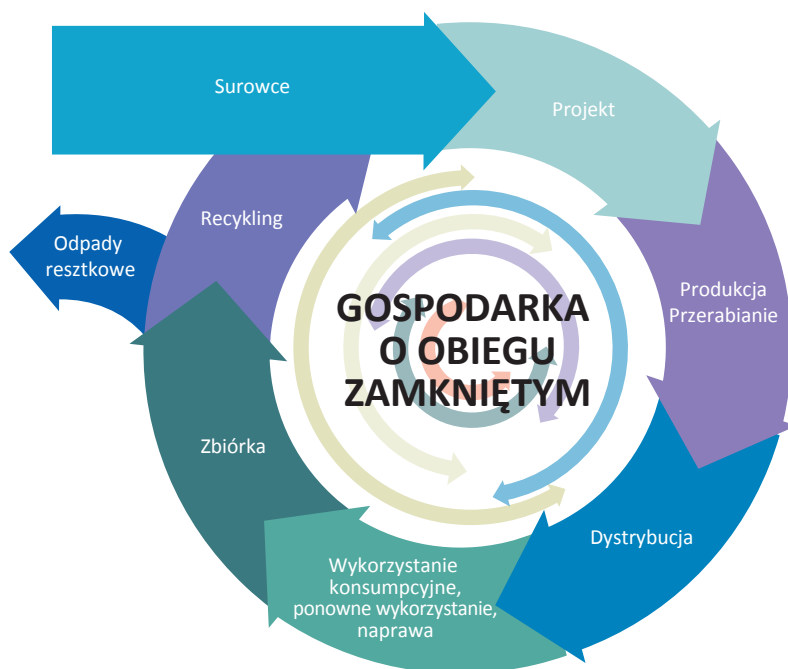 Surowce
Projekt
Recykling
Odpady
resztkowe
Produkcja
Przerabianie
GOSPODARKA
O OBIEGU
ZAMKNIĘTYM
Zbiórka
Dystrybucja
Wykorzystanie
konsumpcyjne,
ponowne wykorzystanie,
naprawa